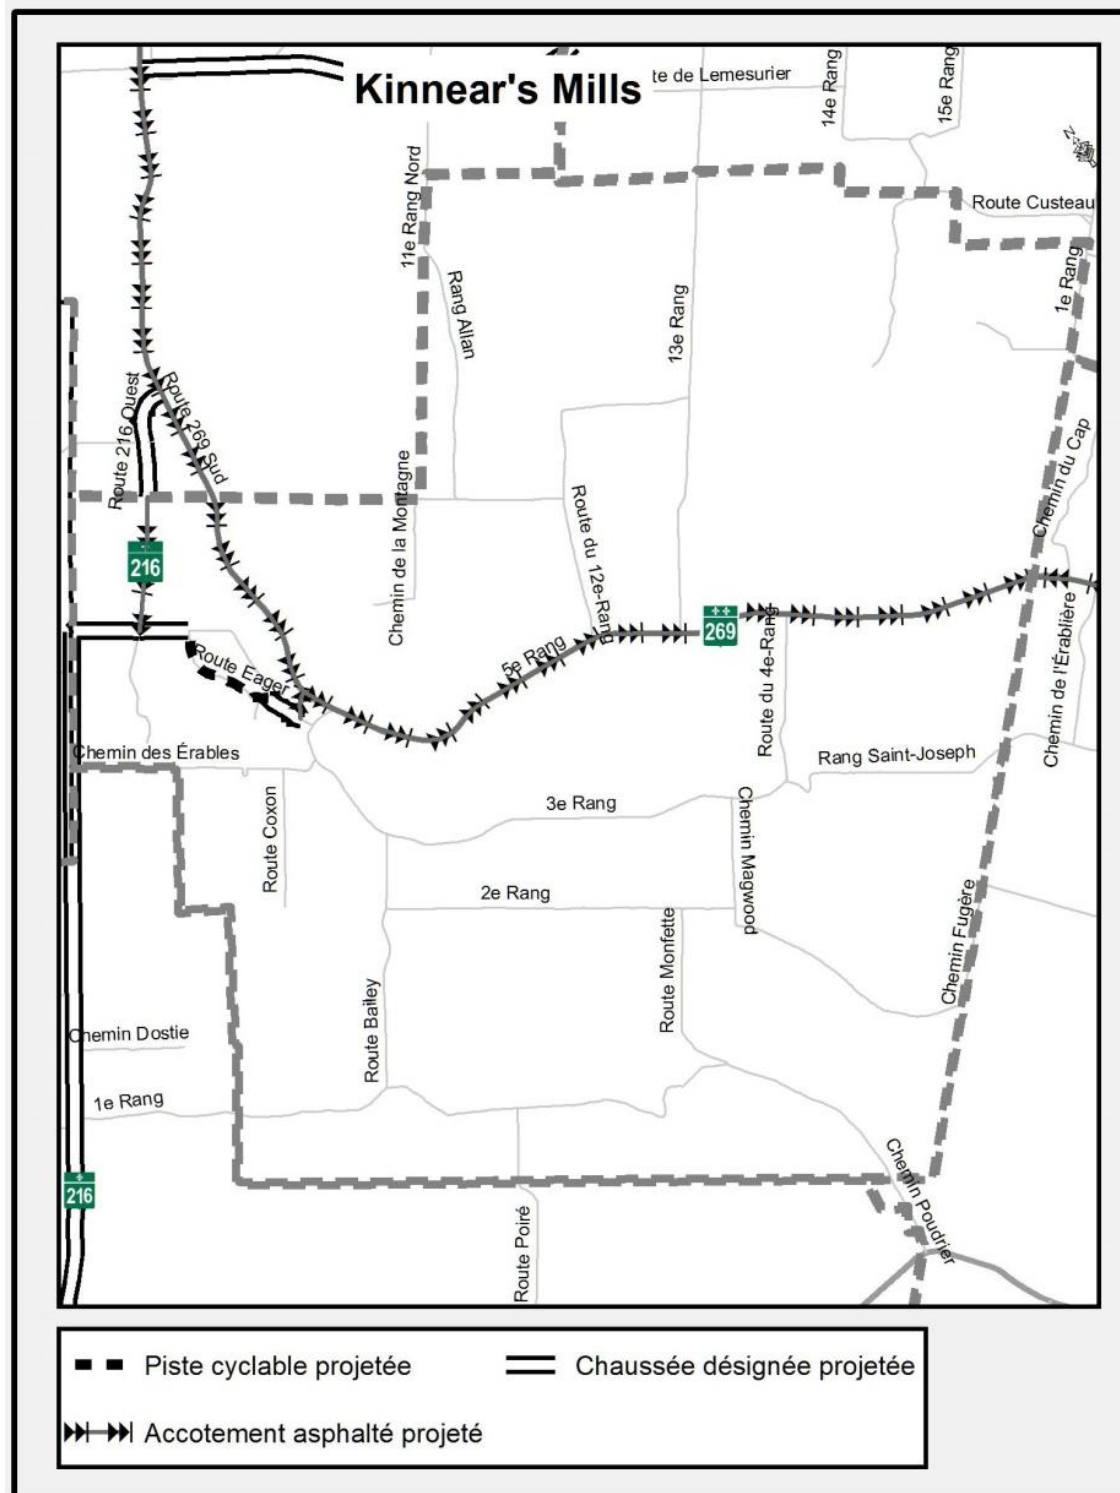 Kinnear's Mills
te de Lemesurier
14e Rang
15e Rang
N
Route Custeau
11e Rang Nord
1e Rang
Rang Allan
13e Rang
Route 216 Ouest
Route 269 Sud
Chemin du Cap
Chemin de la Montagne
Route du 12e-Rang
216
269
5e Rang
Route du 4e-Rang
Chemin de l'Érablière
Route Eager
Chemin des Érables
Rang Saint-Joseph
Route Coxon
3e Rang
Chemin Magwood
2e Rang
Route Monfette
Chemin Fugère
Route Bailey
Chemin Dostie
1e Rang
216
Chemin Poudrier
Route Poiré
Piste cyclable projetée
Chaussée désignée projetée
Accotement asphalté projeté